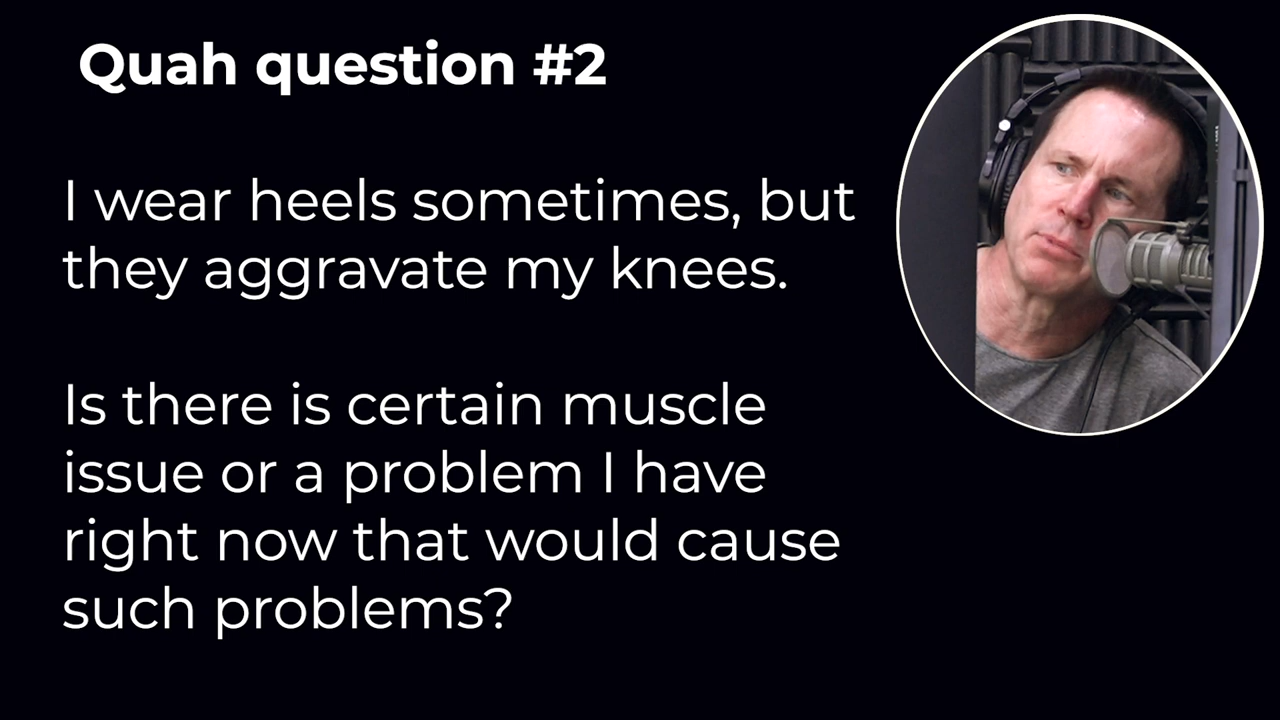 Quah question #2
I wear heels sometimes, but
they aggravate my knees.
Is there is certain muscle
issue or a problem I have
right now that would cause
such problems?